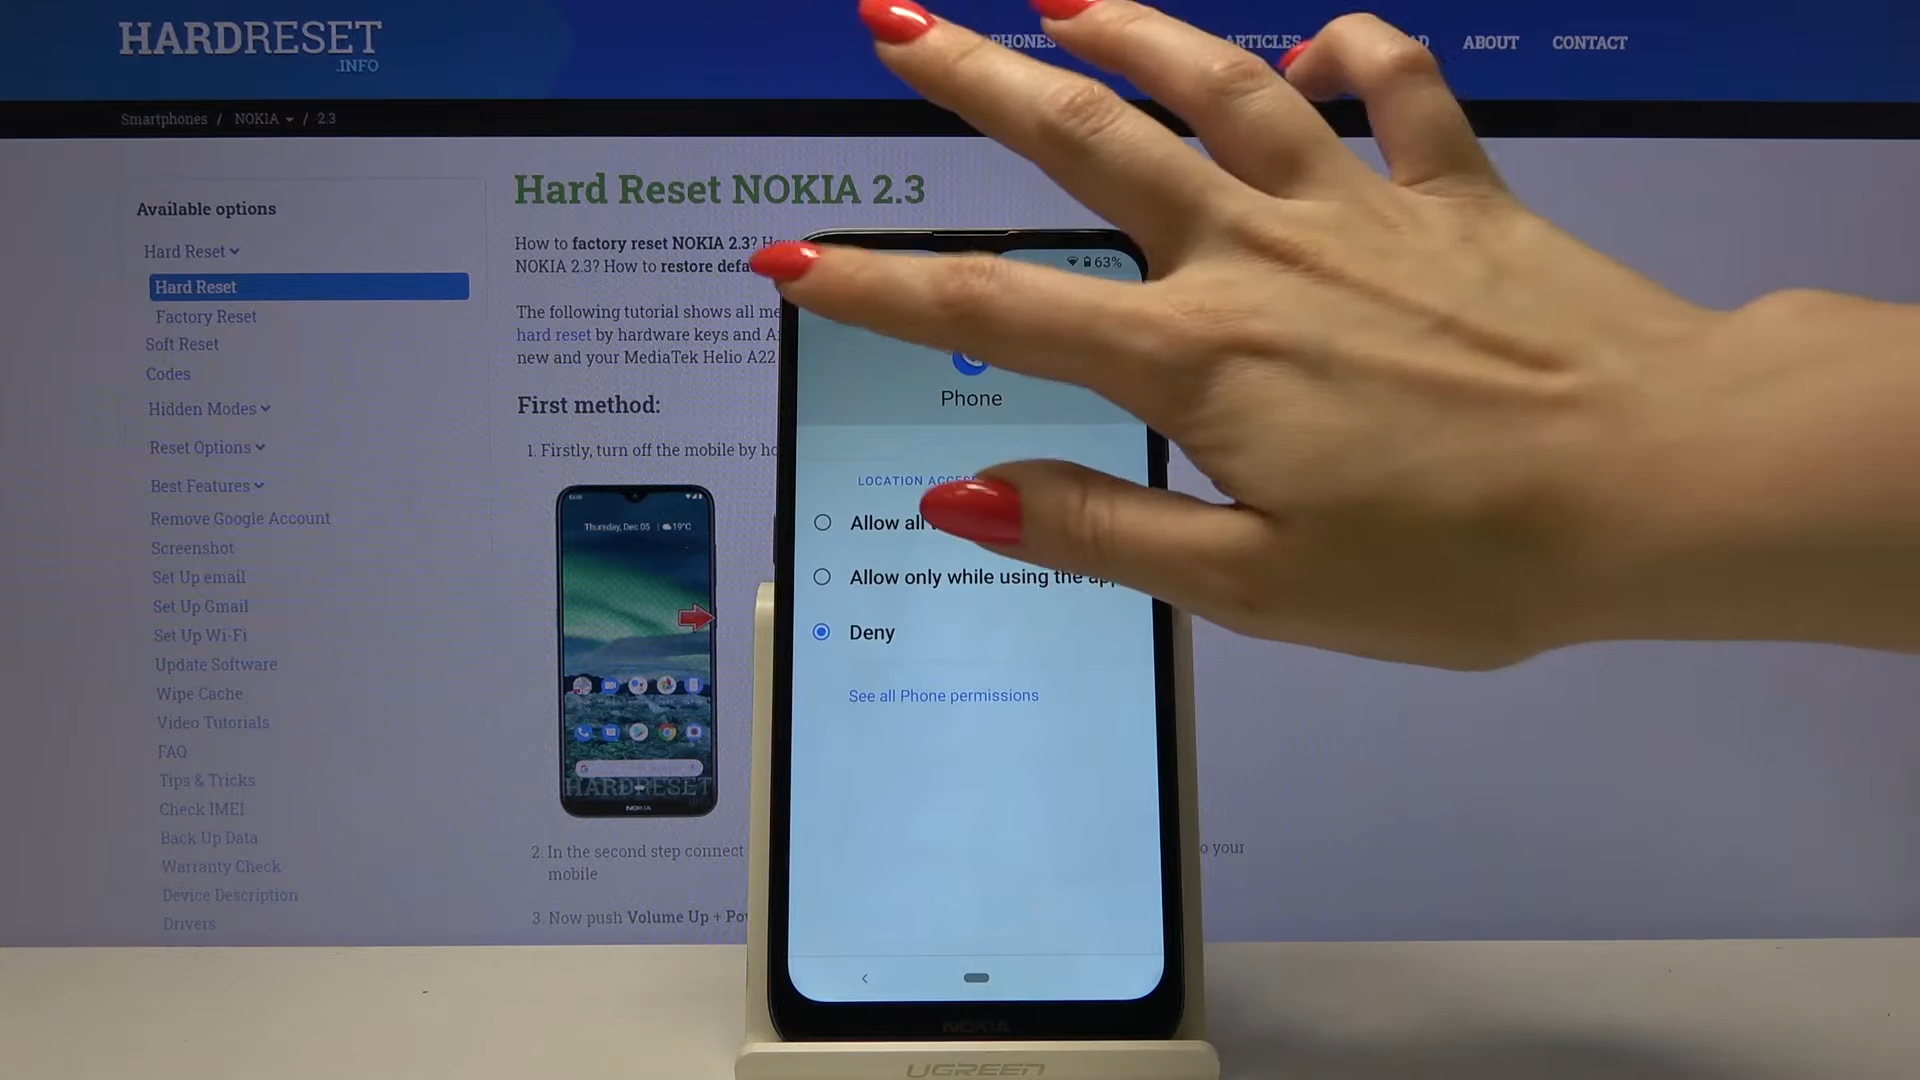 HARDRESET
.INFO
PHONES
ARTICLES
AD
ABOUT
CONTACT
Smartphones / NOKIA / 2.3
Available options
Hard Reset
Hard Reset
Factory Reset
Soft Reset
Codes
Hidden Modes
Reset Options
Best Features
Remove Google Account
Screenshot
Set Up email
Set Up Gmail
Set Up Wi-Fi
Update Software
Wipe Cache
Video Tutorials
FAQ
Tips & Tricks
Check IMEI
Back Up Data
Warranty Check
Device Description
Drivers
Hard Reset NOKIA 2.3
How to factory reset NOKIA 2.3?
NOKIA 2.3? How to restore
The following tutorial shows all
hard reset by hardware keys and
new and your MediaTek Helio A22
First method:
1. Firstly, turn off the mobile by
Thursday, Dec 05 | 19°C
HARDRESET
NOKIA
2. In the second step connect
o your
mobile
3. Now push Volume Up +
63%
Phone
LOCATION ACCESS
Allow all
Allow only while using the app
Deny
See all Phone permissions
NOKIA
UGREEN